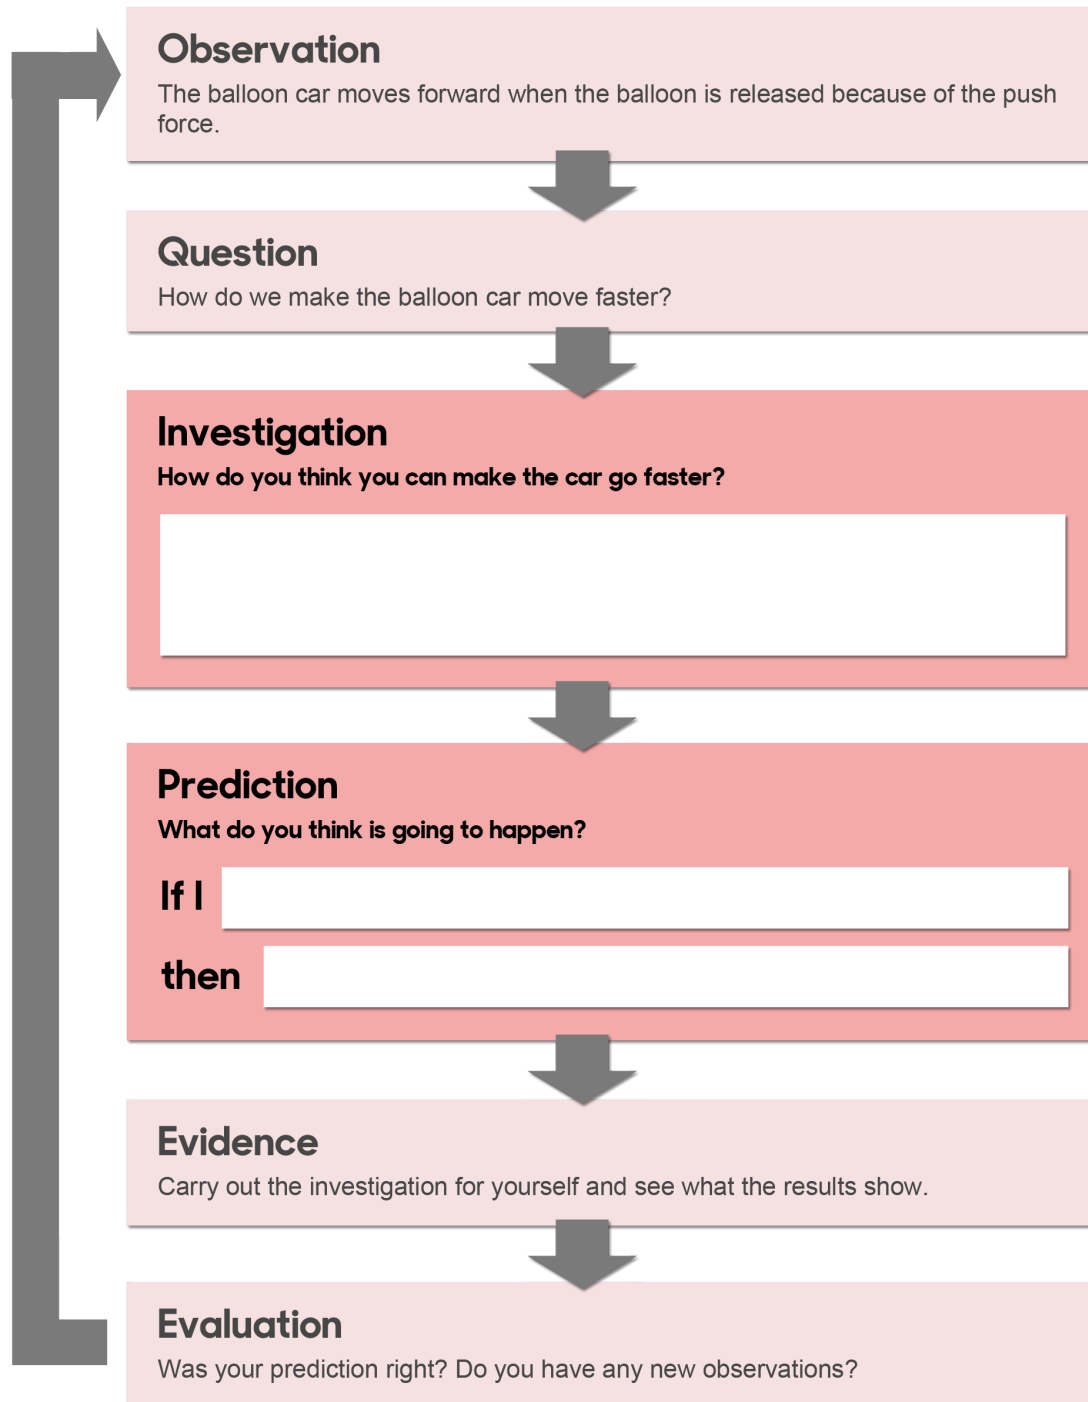 Observation
The balloon car moves forward when the balloon is released because of the push
force.
Question
How do we make the balloon car move faster?
Investigation
How do you think you can make the car go faster?
Prediction
What do you think is going to happen?
If I
then
Evidence
Carry out the investigation for yourself and see what the results show.
Evaluation
Was your prediction right? Do you have any new observations?